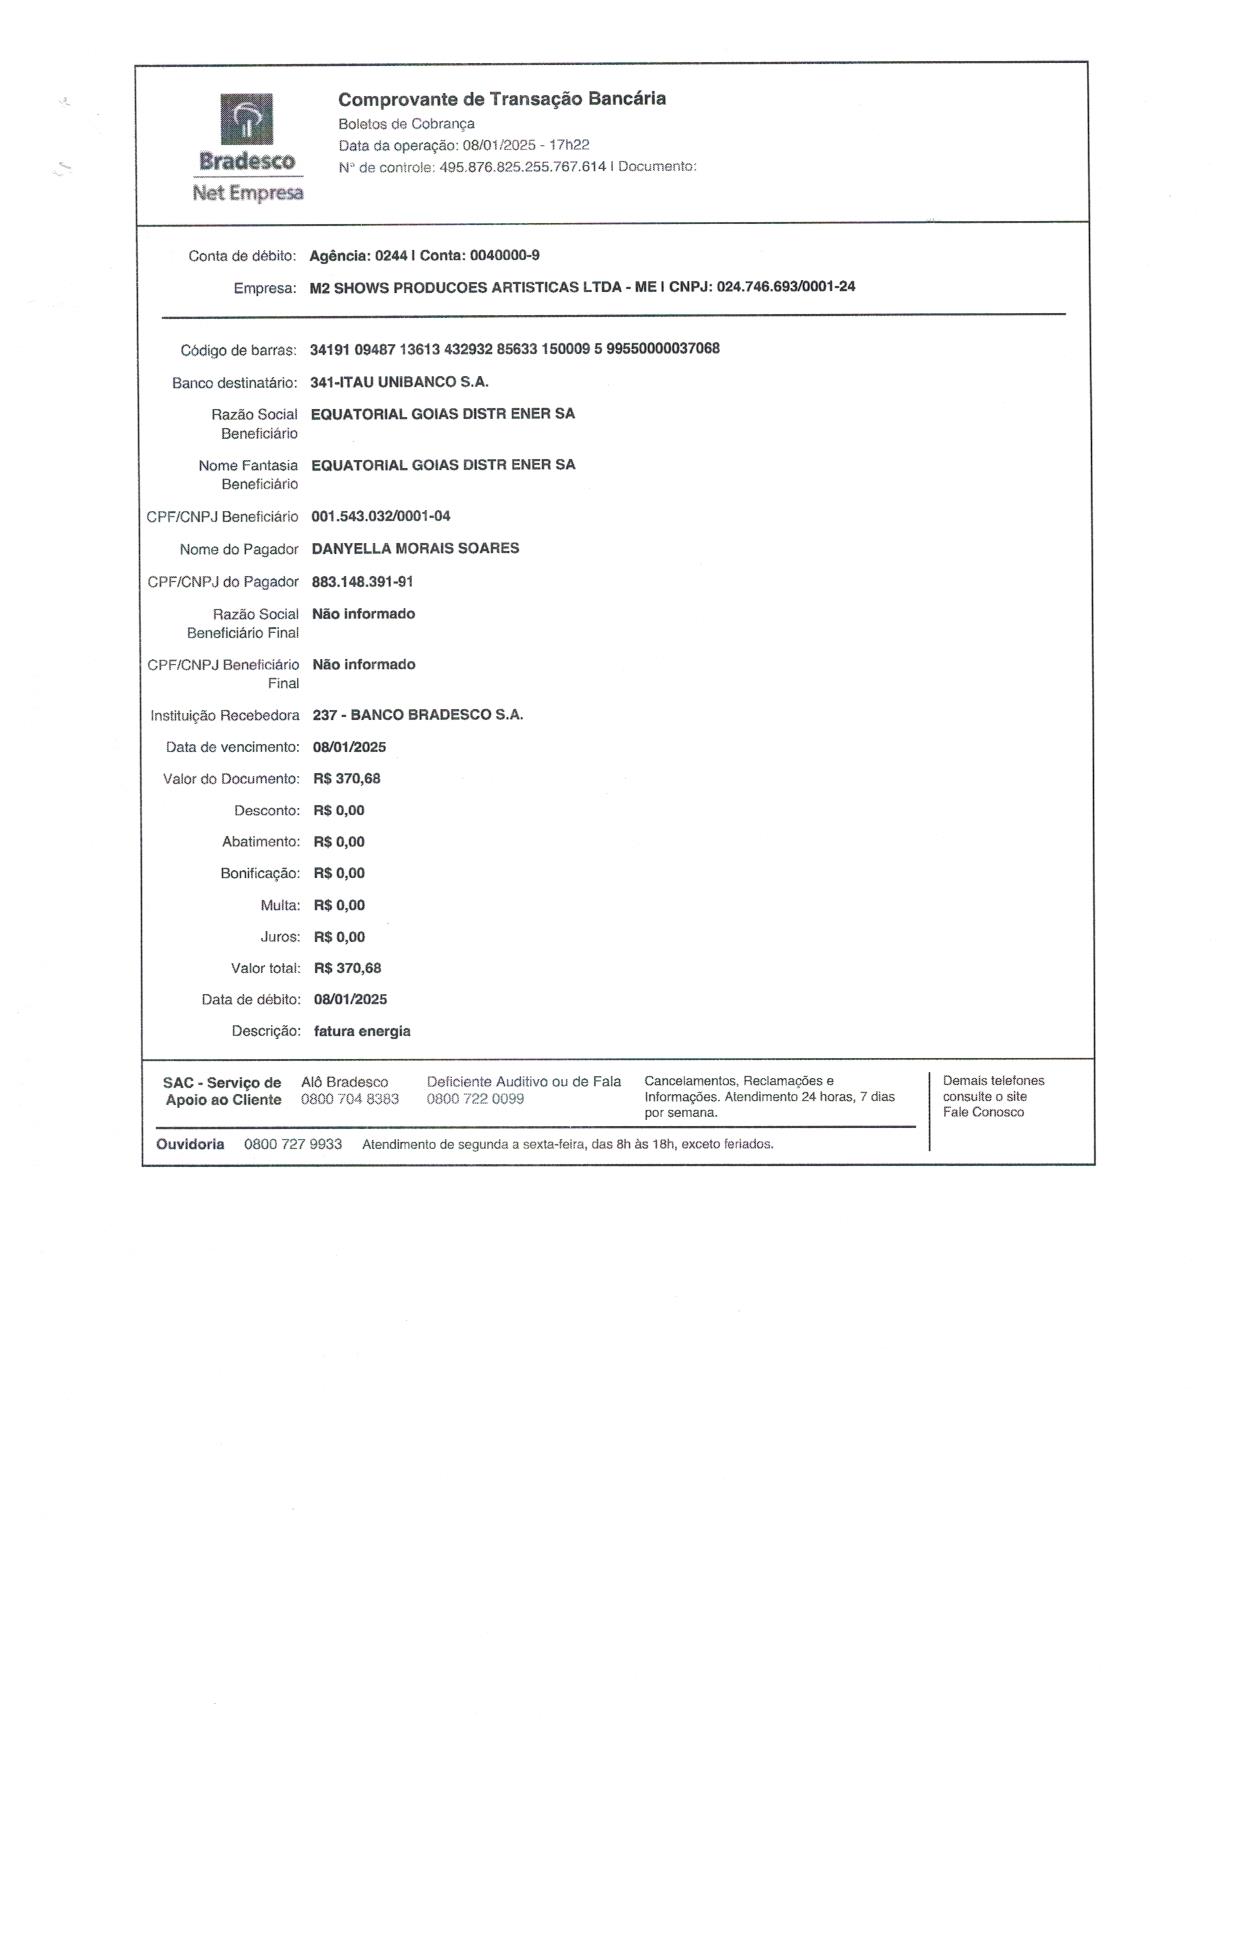 Bradesco
Net Empresa
Comprovante de Transação Bancária
Boletos de Cobrança
Data da operação: 08/01/2025 - 17h22
N° de controle: 495.876.825.255.767.614 | Documento:
Conta de débito: Agência: 0244 | Conta: 0040000-9
Empresa: M2 SHOWS PRODUCOES ARTISTICAS LTDA - ME | CNPJ: 024.746.693/0001-24
Código de barras: 34191 09487 13613 432932 85633 150009 5 99550000037068
Banco destinatário: 341-ITAU UNIBANCO S.A.
Razão Social Beneficiário EQUATORIAL GOIAS DISTR ENER SA
Nome Fantasia Beneficiário EQUATORIAL GOIAS DISTR ENER SA
CPF/CNPJ Beneficiário 001.543.032/0001-04
Nome do Pagador DANYELLA MORAIS SOARES
CPF/CNPJ do Pagador 883.148.391-91
Razão Social Beneficiário Final Não informado
CPF/CNPJ Beneficiário Final Não informado
Instituição Recebedora 237 - BANCO BRADESCO S.A.
Data de vencimento: 08/01/2025
Valor do Documento: R$ 370,68
Desconto: R$ 0,00
Abatimento: R$ 0,00
Bonificação: R$ 0,00
Multa: R$ 0,00
Juros: R$ 0,00
Valor total: R$ 370,68
Data de débito: 08/01/2025
Descrição: fatura energia
SAC - Serviço de Apoio ao Cliente
Alô Bradesco
0800 704 8383
Deficiente Auditivo ou de Fala
0800 722 0099
Cancelamentos, Reclamações e
Informações. Atendimento 24 horas, 7 dias
por semana.
Demais telefones
consulte o site
Fale Conosco
Ouvidoria 0800 727 9933 Atendimento de segunda a sexta-feira, das 8h às 18h, exceto feriados.